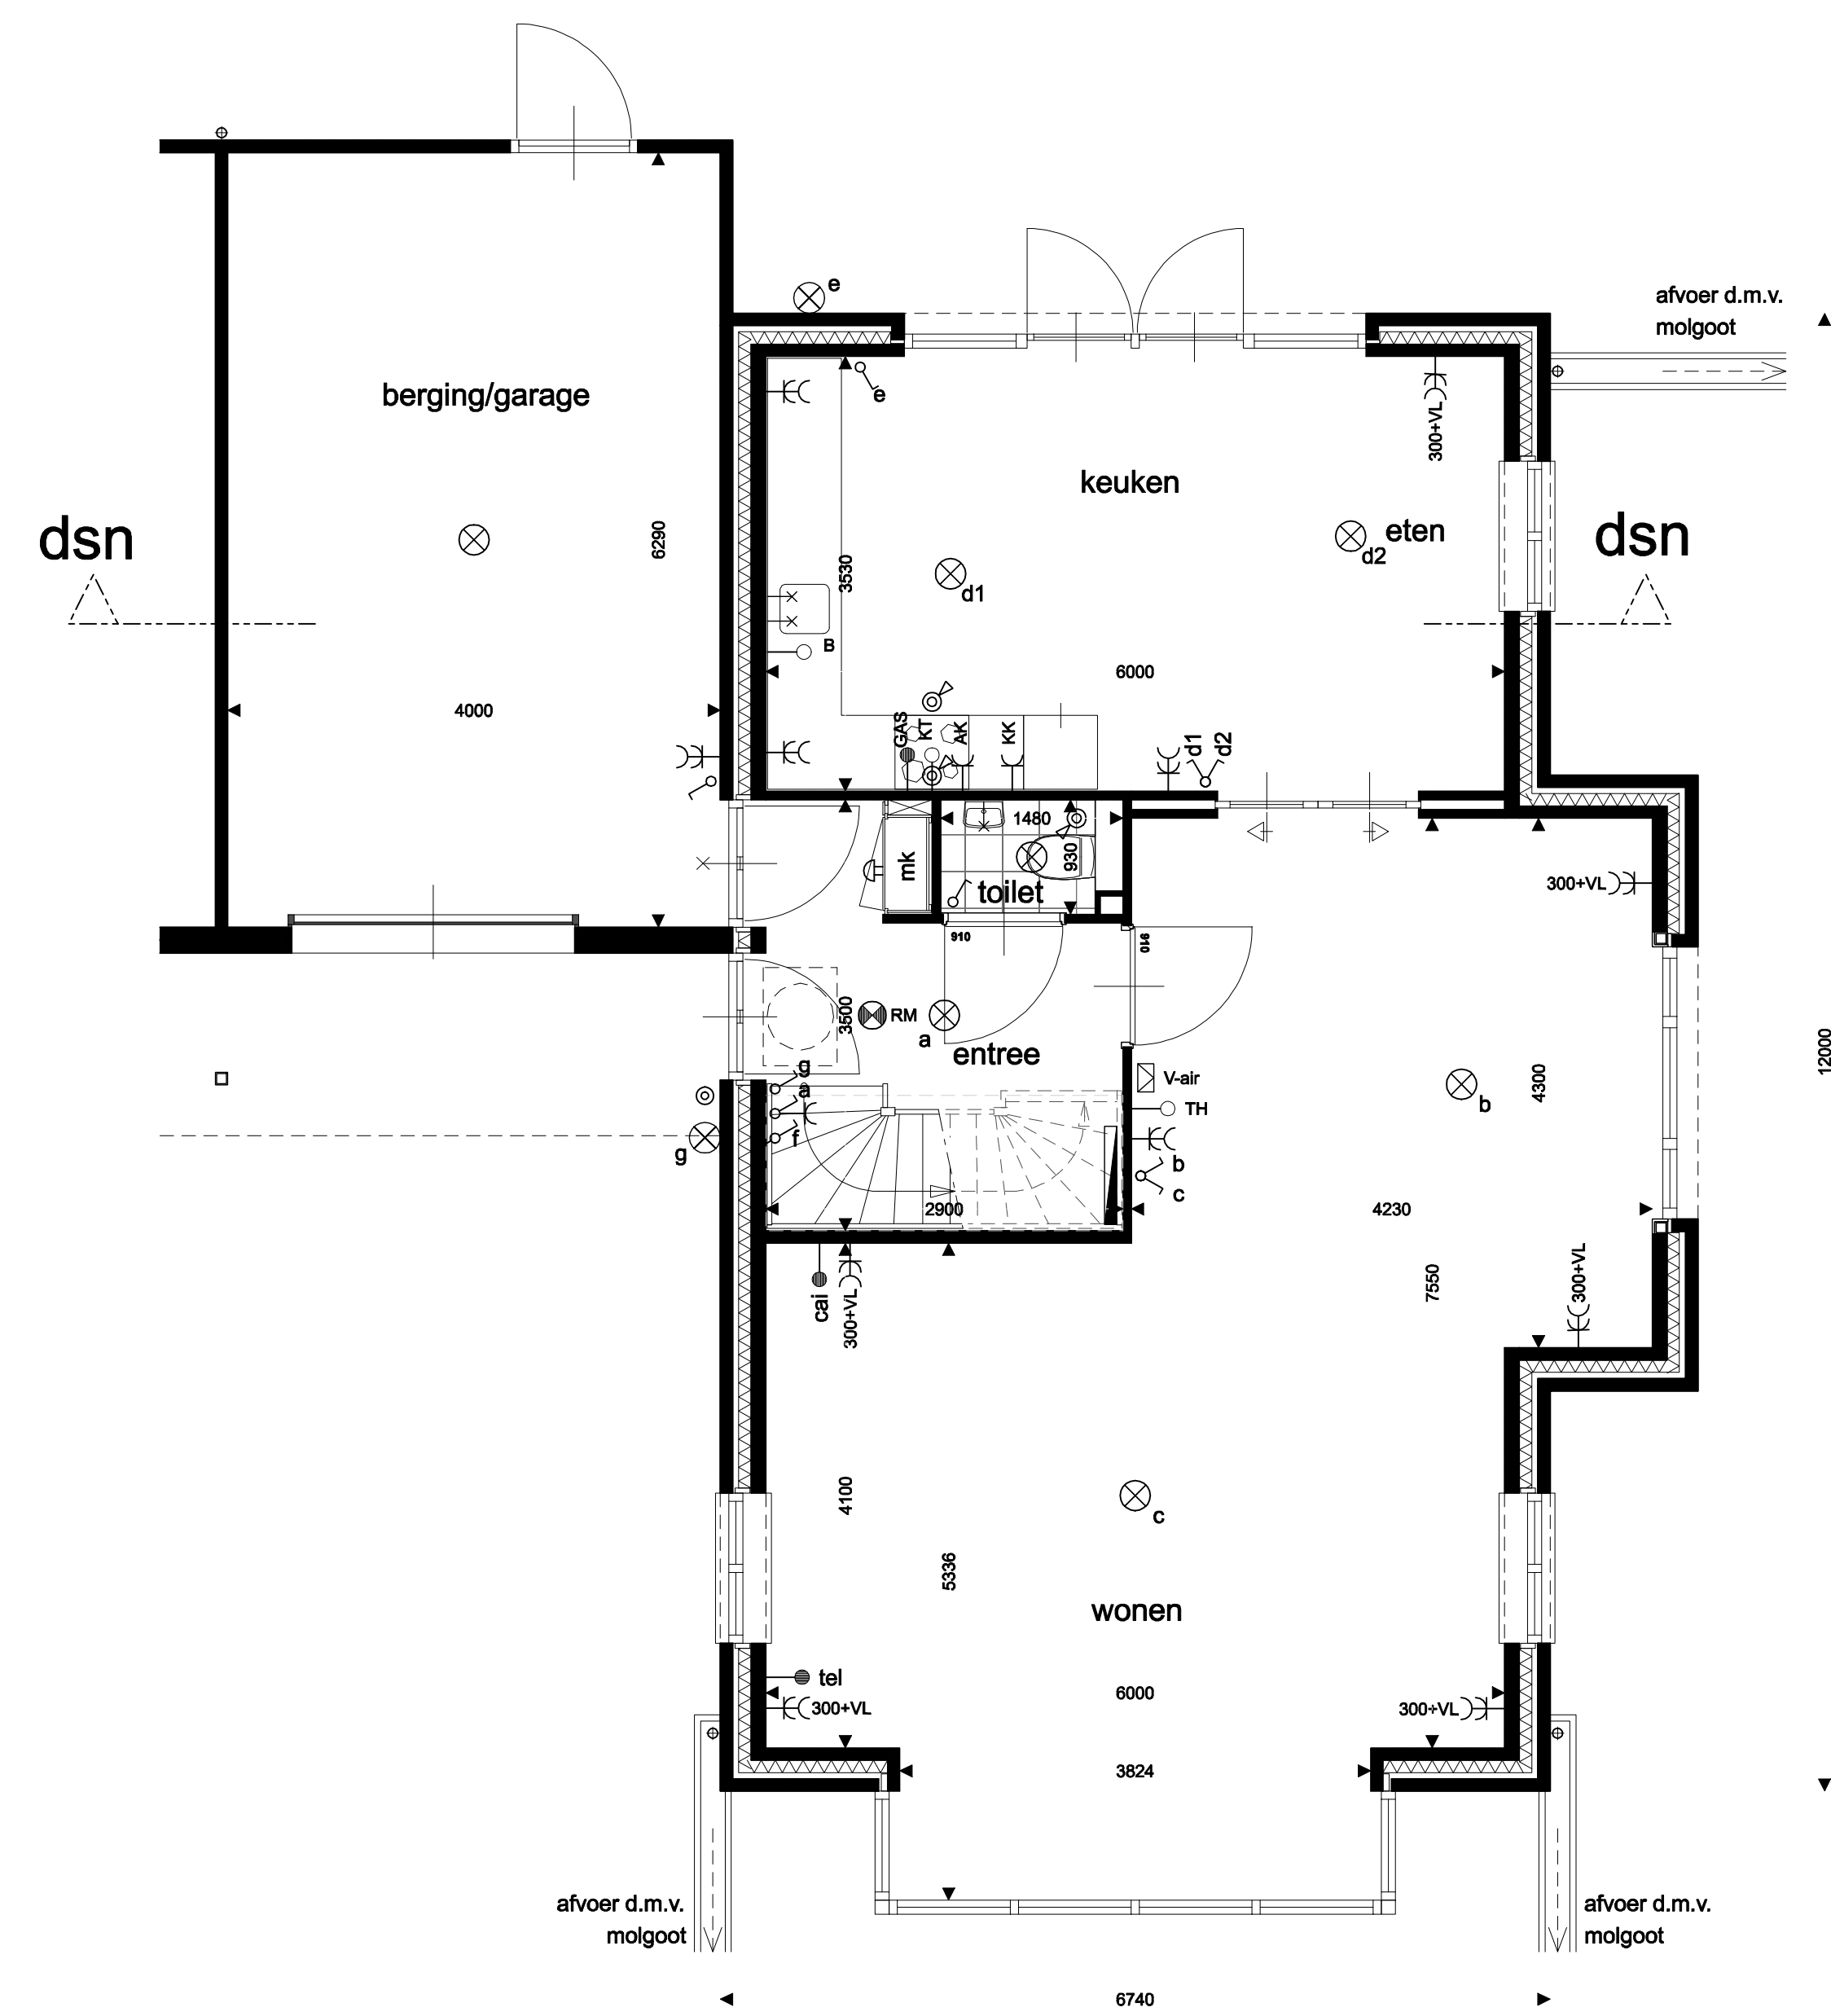 e
afvoer d.m.v.
molgoot
berging/garage
e
300+VL
keuken
dsn
6290
3530
d1
d2
eten
dsn
B
6000
4000
GAS
KT
AK
KK
d1
d2
mk
1480
930
toilet
300+VL
910
910
3500
RM
a
entree
g
a
f
V-air
TH
b
c
b
4300
12000
g
2900
4230
cai
300+VL
7550
300+VL
4100
c
5336
wonen
tel
300+VL
6000
300+VL
3824
afvoer d.m.v.
molgoot
afvoer d.m.v.
molgoot
6740